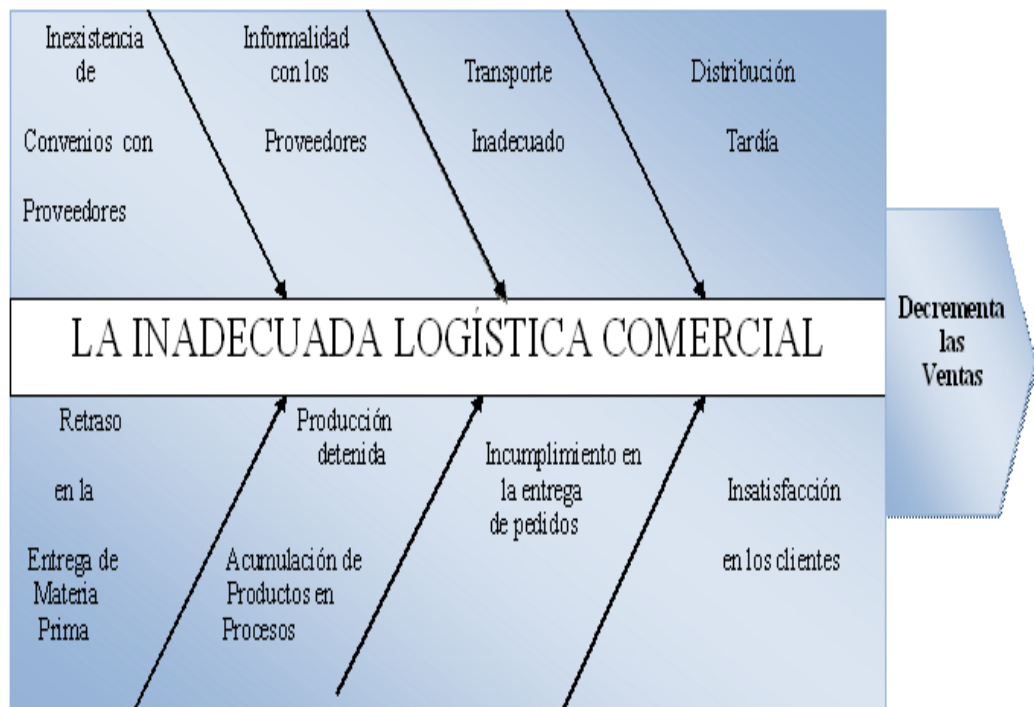 Inexistencia
de
Convenios con
Proveedores
Informalidad
con los
Proveedores
Transporte
Inadecuado
Distribución
Tardía
LA INADECUADA LOGÍSTICA COMERCIAL
Decrementa
las
Ventas
Retraso
en la
Entrega de
Materia
Prima
Producción
detenida
Acumulación de
Productos en
Procesos
Incumplimiento en
la entrega
de pedidos
Insatisfacción
en los clientes